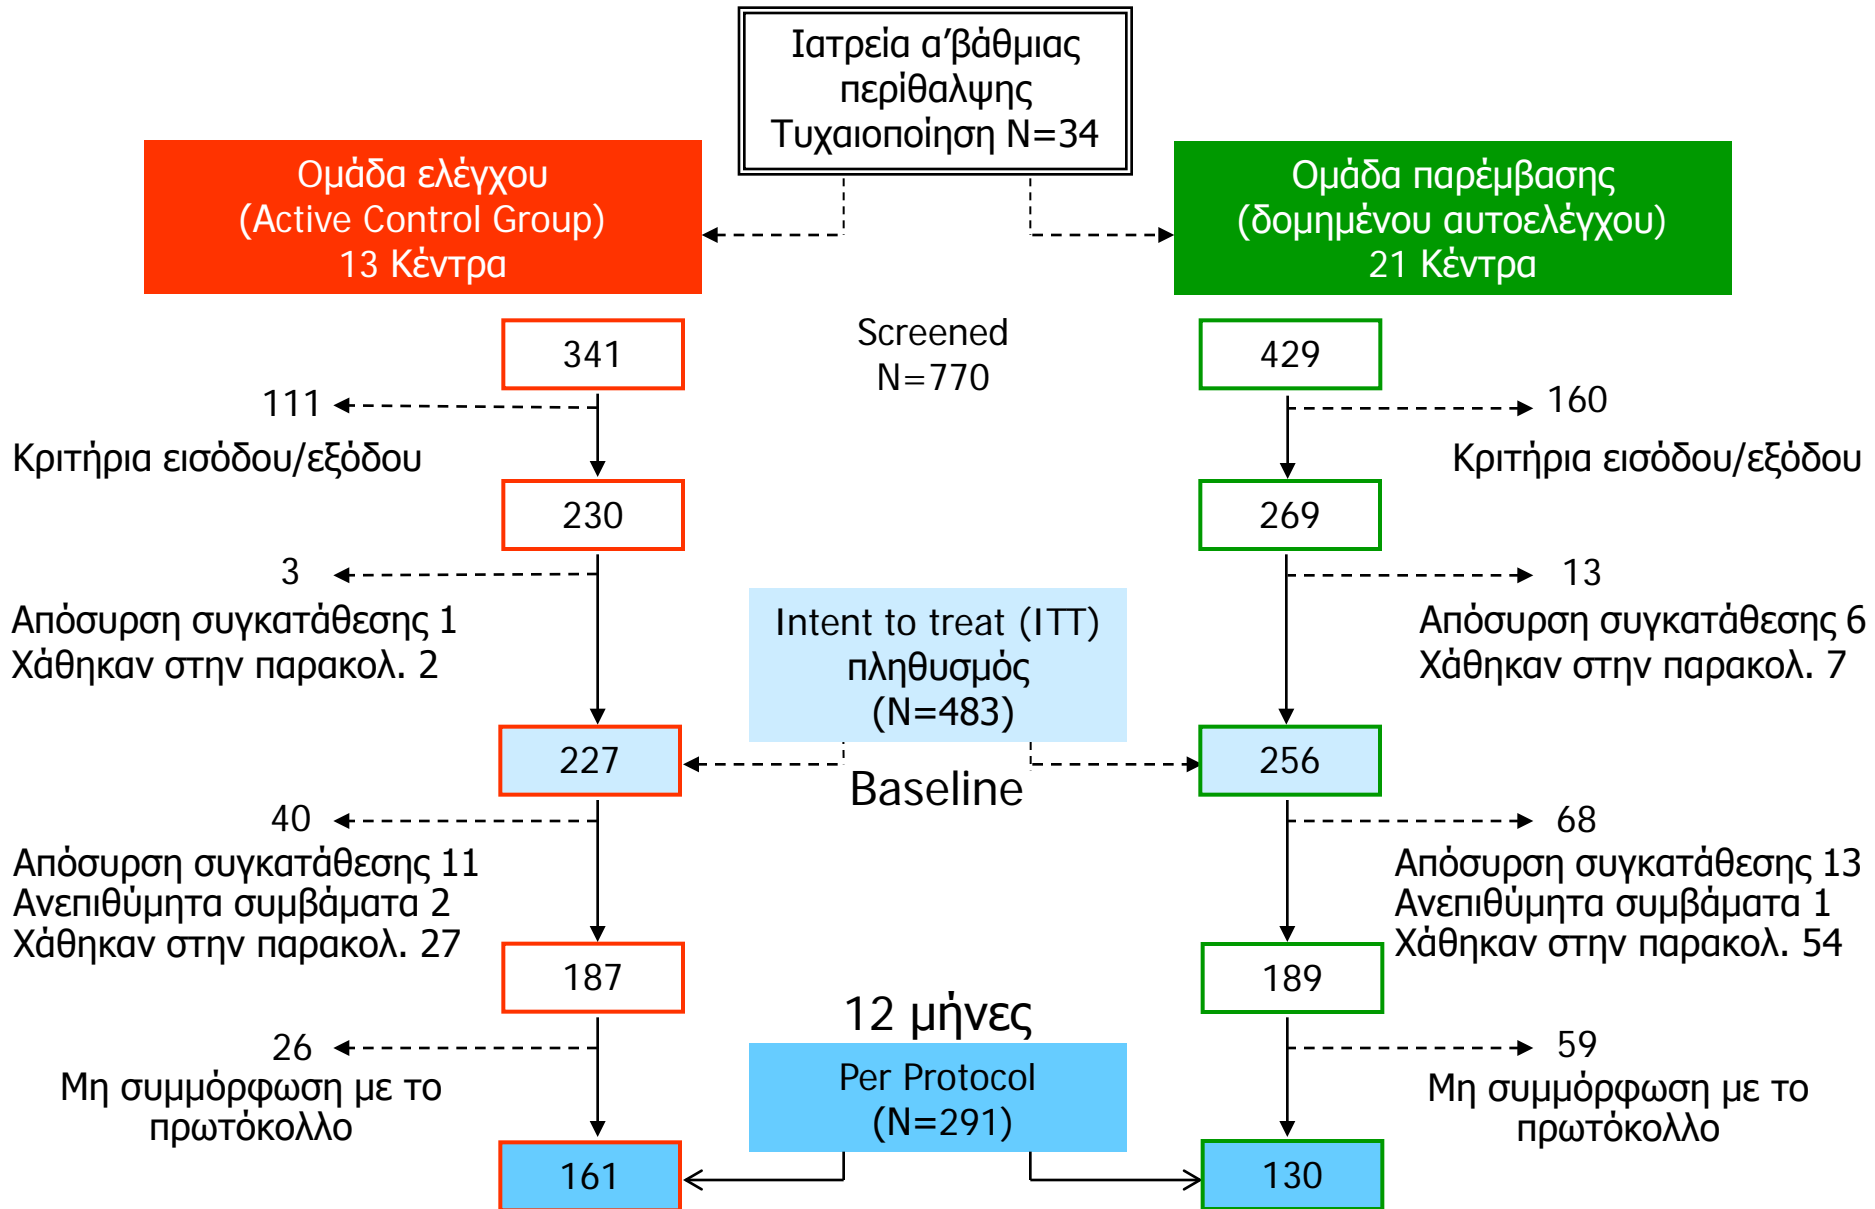 Ιατρεία α’βάθμιας
περίθαλψης
Τυχαιοποίηση Ν=34
Ομάδα ελέγχου
(Active Control Group)
13 Κέντρα
Ομάδα παρέμβασης
(δομημένου αυτοελέγχου)
21 Κέντρα
341
Screened
N=770
429
111
160
Κριτήρια εισόδου/εξόδου
Κριτήρια εισόδου/εξόδου
230
269
3
13
Απόσυρση συγκατάθεσης 1
Χάθηκαν στην παρακολ. 2
Intent to treat (ITT)
πληθυσμός
(N=483)
Απόσυρση συγκατάθεσης 6
Χάθηκαν στην παρακολ. 7
227
256
Baseline
40
68
Απόσυρση συγκατάθεσης 11
Ανεπιθύμητα συμβάματα 2
Χάθηκαν στην παρακολ. 27
Απόσυρση συγκατάθεσης 13
Ανεπιθύμητα συμβάματα 1
Χάθηκαν στην παρακολ. 54
187
189
12 μήνες
26
59
Μη συμμόρφωση με το
πρωτόκολλο
Per Protocol
(N=291)
Μη συμμόρφωση με το
πρωτόκολλο
161
130